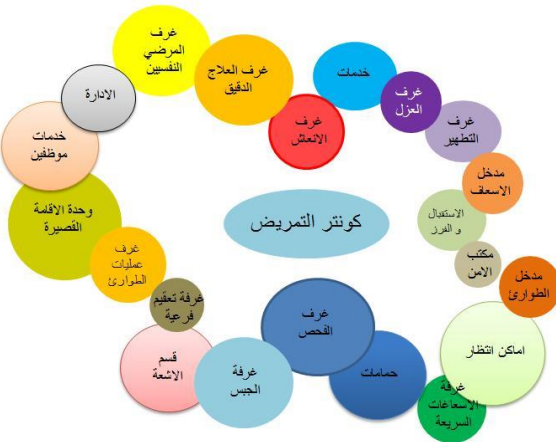 غرف
المرضي
النفسيين
غرف العلاج
الدقيق
خدمات
غرف
العزل
غرف
التطهير
مدخل
الاسعاف
الاستقبال
و الفرز
مكتب
الامن
مدخل
الطوارئ
اماكن انتظار
غرفة
الاسعافات
السريعة
حمامات
غرف
الفحص
غرفة
الجبس
قسم
الاشعة
غرفة تعقيم
فرعية
غرف
عمليات
الطوارئ
وحدة الاقامة
القصيرة
خدمات
موظفين
الادارة
غرف
الانعاش
كونتر التمريض